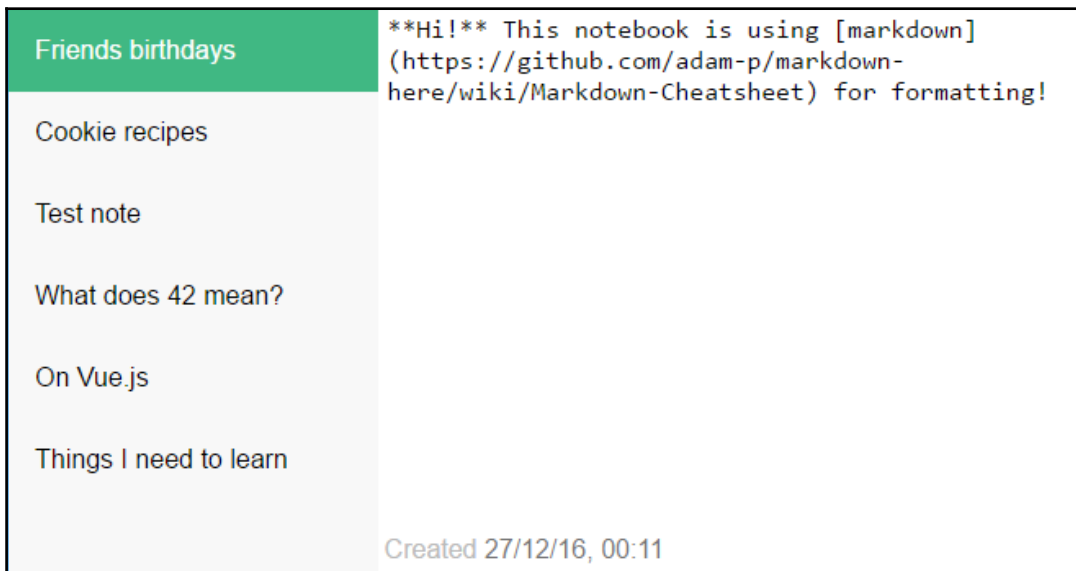 Friends birthdays
Cookie recipes
Test note
What does 42 mean?
On Vue.js
Things I need to learn
**Hi!** This notebook is using [markdown]
(https://github.com/adam-p/markdown-
here/wiki/Markdown-Cheatsheet) for formatting!
Created 27/12/16, 00:11